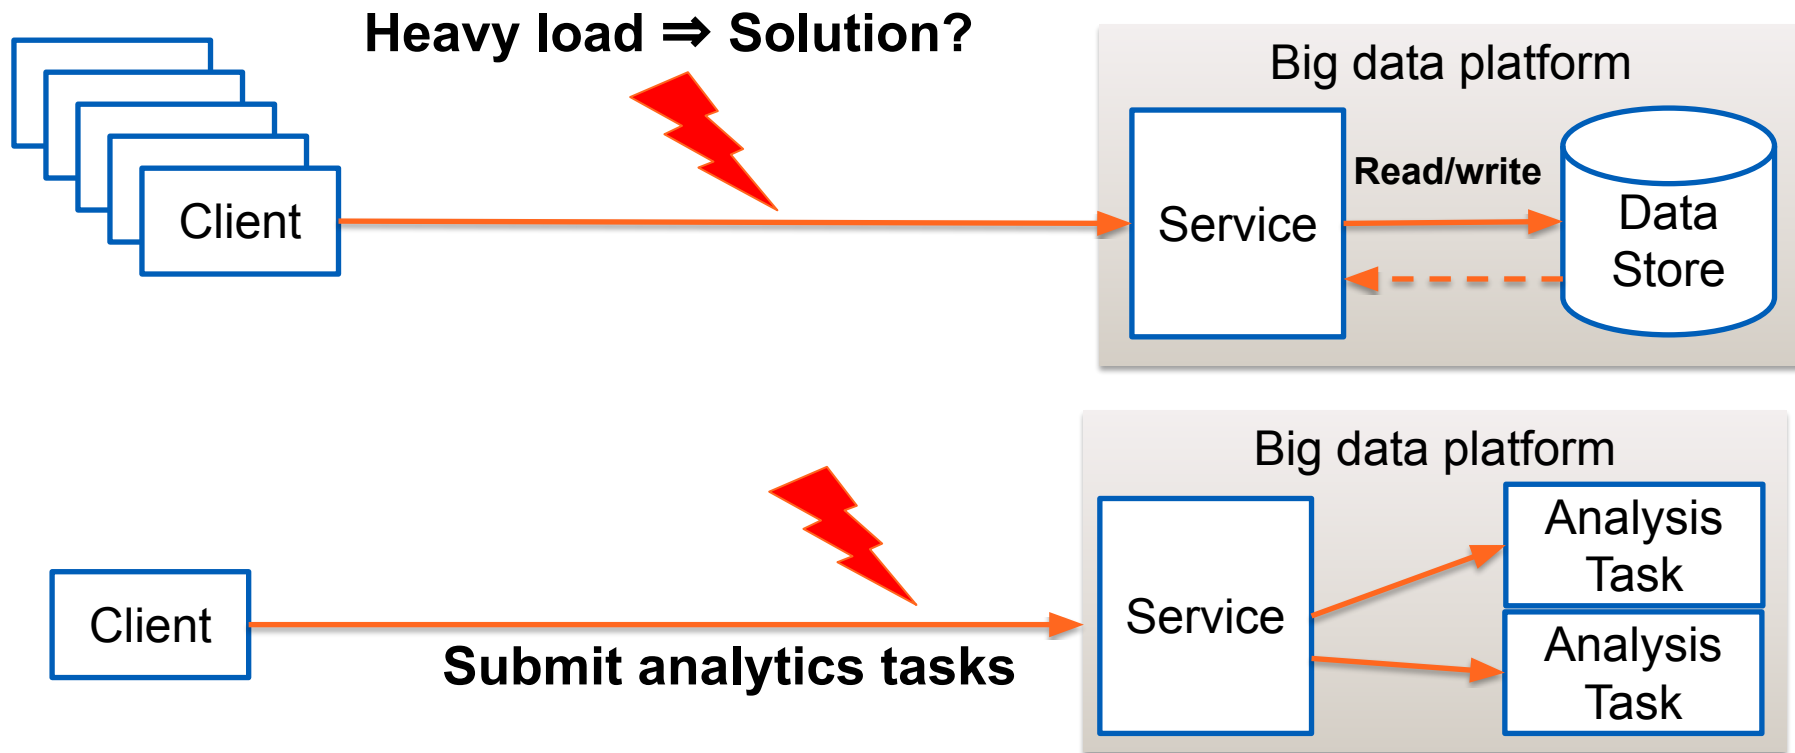 Heavy load ⇒ Solution?
Big data platform
Client
Service
Read/write
Data
Store
Big data platform
Client
Submit analytics tasks
Service
Analysis
Task
Analysis
Task